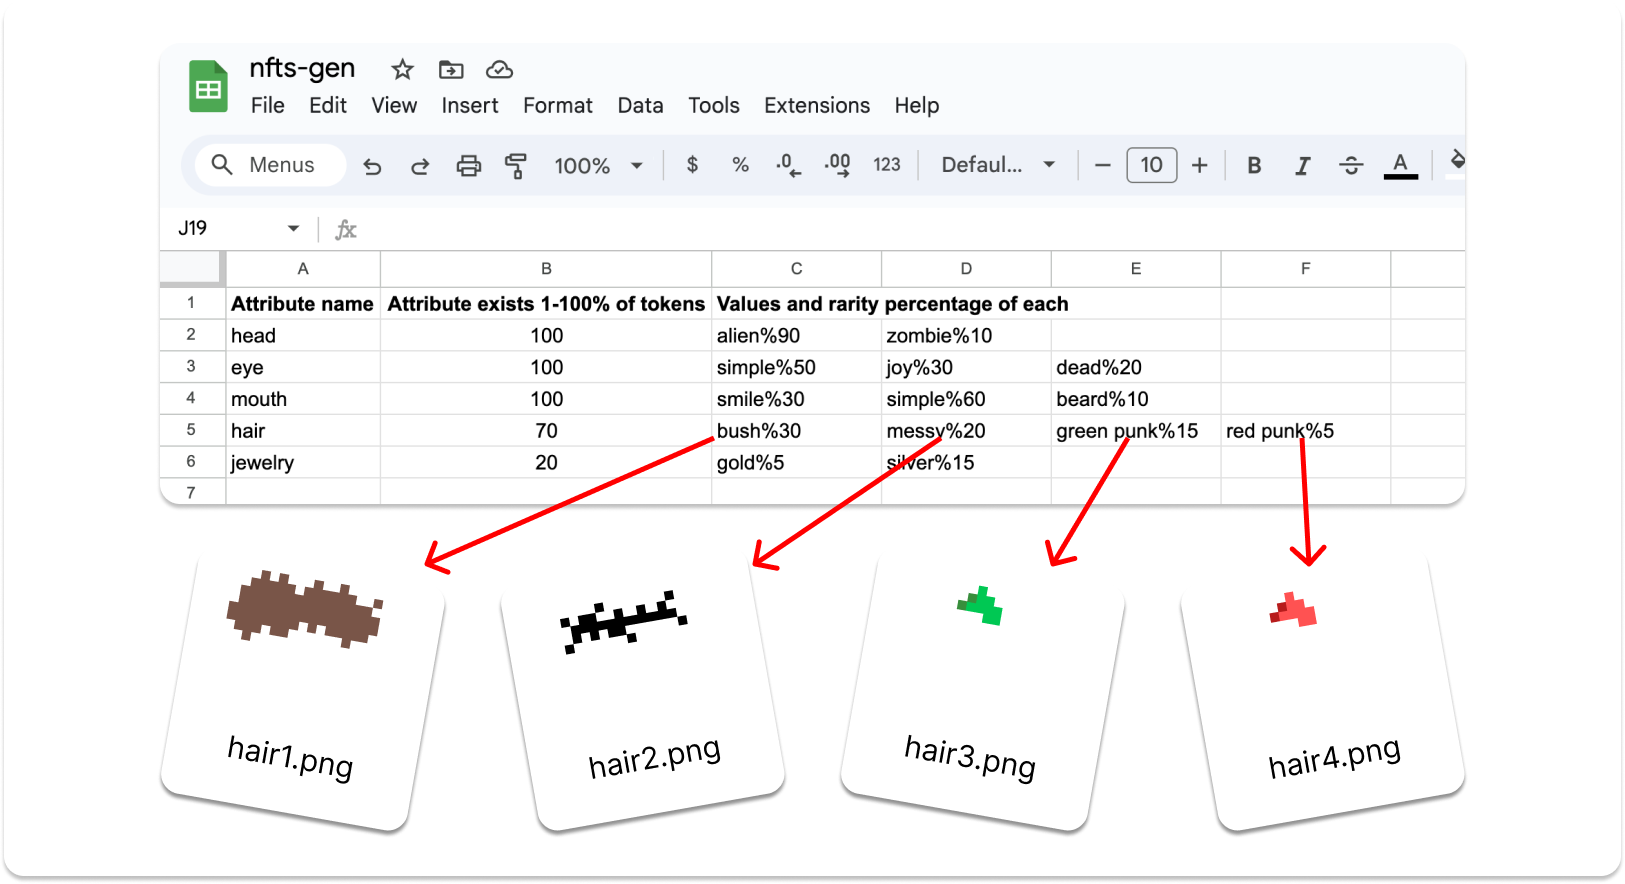 nfts-gen
File Edit View Insert Format Data Tools Extensions Help
Menus 100% $ % .0 .00 123 Defaul... 10 B I S A
J19 fx
A B C D E F
1 Attribute name Attribute exists 1-100% of tokens Values and rarity percentage of each
2 head 100 alien%90 zombie%10
3 eye 100 simple%50 joy%30 dead%20
4 mouth 100 smile%30 simple%60 beard%10
5 hair 70 bush%30 messy%20 green punk%15 red punk%5
6 jewelry 20 gold%5 silver%15
7
hair1.png hair2.png hair3.png hair4.png